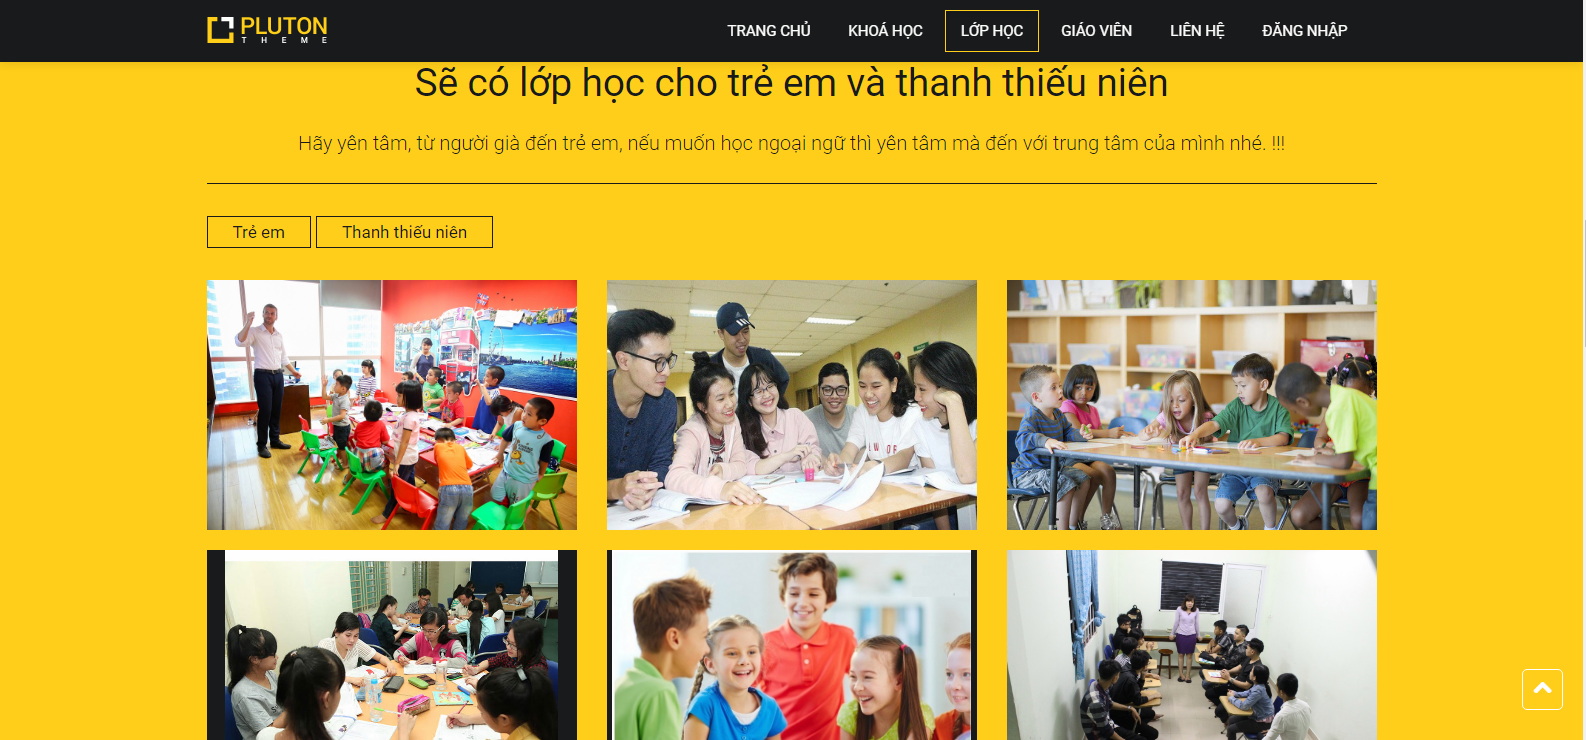 PLUTON
THEME
TRANG CHỦ
KHOÁ HỌC
LỚP HỌC
GIÁO VIÊN
LIÊN HỆ
ĐĂNG NHẬP
Sẽ có lớp học cho trẻ em và thanh thiếu niên
Hãy yên tâm, từ người già đến trẻ em, nếu muốn học ngoại ngữ thì yên tâm mà đến với trung tâm của mình nhé. !!!
Trẻ em
Thanh thiếu niên